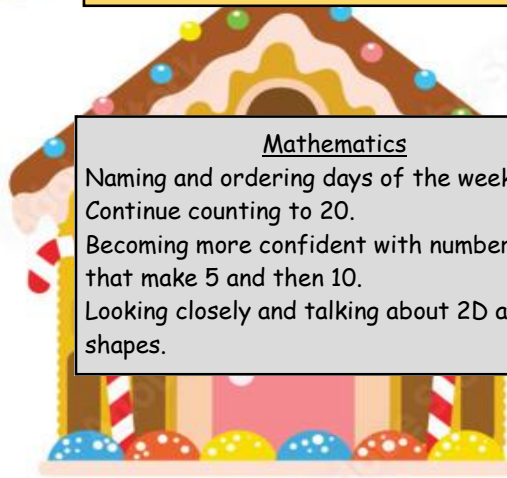 Mathematics
Naming and ordering days of the week
Continue counting to 20.
Becoming more confident with number
that make 5 and then 10.
Looking closely and talking about 2D a
shapes.